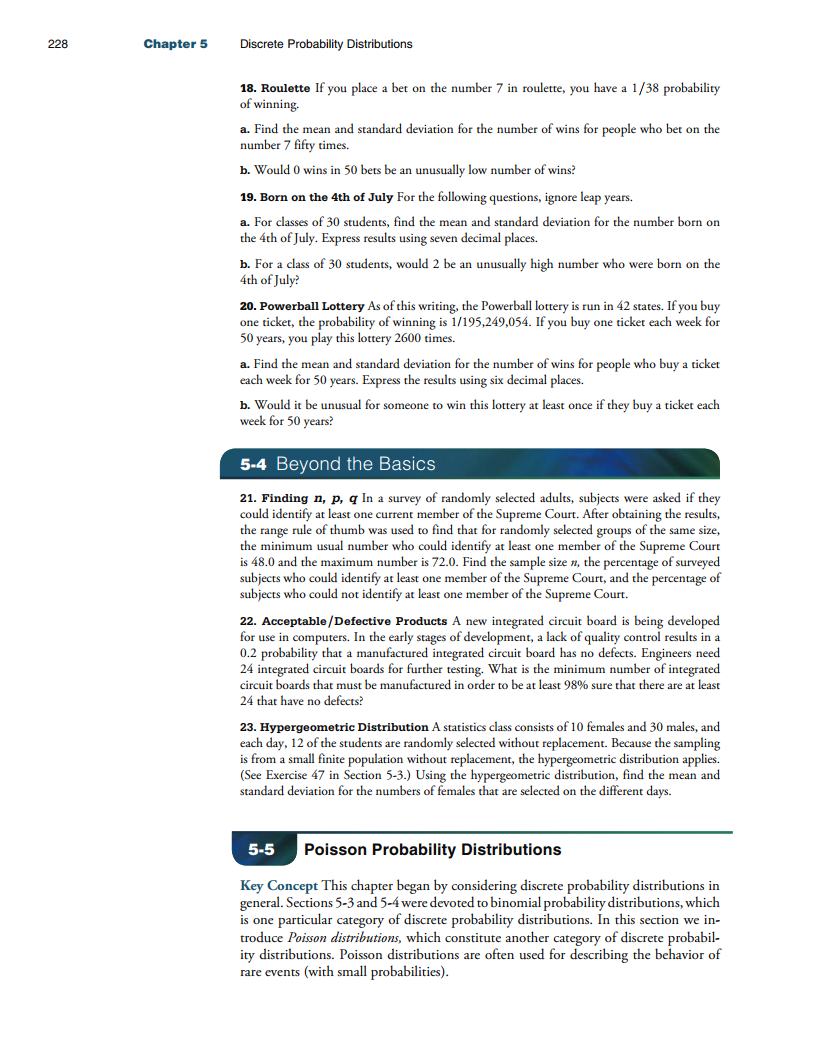 228 Chapter 5 Discrete Probability Distributions
18. Roulette If you place a bet on the number 7 in roulette, you have a 1/38 probability
of winning.
a. Find the mean and standard deviation for the number of wins for people who bet on the
number 7 fifty times.
b. Would 0 wins in 50 bets be an unusually low number of wins?
19. Born on the 4th of July For the following questions, ignore leap years.
a. For classes of 30 students, find the mean and standard deviation for the number born on
the 4th of July. Express results using seven decimal places.
b. For a class of 30 students, would 2 be an unusually high number who were born on the
4th of July?
20. Powerball Lottery As of this writing, the Powerball lottery is run in 42 states. If you buy
one ticket, the probability of winning is 1/195,249,054. If you buy one ticket each week for
50 years, you play this lottery 2600 times.
a. Find the mean and standard deviation for the number of wins for people who buy a ticket
each week for 50 years. Express the results using six decimal places.
b. Would it be unusual for someone to win this lottery at least once if they buy a ticket each
week for 50 years?
5-4 Beyond the Basics
21. Finding n, p, q In a survey of randomly selected adults, subjects were asked if they
could identify at least one current member of the Supreme Court. After obtaining the results,
the range rule of thumb was used to find that for randomly selected groups of the same size,
the minimum usual number who could identify at least one member of the Supreme Court
is 48.0 and the maximum number is 72.0. Find the sample size n, the percentage of surveyed
subjects who could identify at least one member of the Supreme Court, and the percentage of
subjects who could not identify at least one member of the Supreme Court.
22. Acceptable/Defective Products A new integrated circuit board is being developed
for use in computers. In the early stages of development, a lack of quality control results in a
0.2 probability that a manufactured integrated circuit board has no defects. Engineers need
24 integrated circuit boards for further testing. What is the minimum number of integrated
circuit boards that must be manufactured in order to be at least 98% sure that there are at least
24 that have no defects?
23. Hypergeometric Distribution A statistics class consists of 10 females and 30 males, and
each day, 12 of the students are randomly selected without replacement. Because the sampling
is from a small finite population without replacement, the hypergeometric distribution applies.
(See Exercise 47 in Section 5-3.) Using the hypergeometric distribution, find the mean and
standard deviation for the numbers of females that are selected on the different days.
5-5 Poisson Probability Distributions
Key Concept This chapter began by considering discrete probability distributions in
general. Sections 5-3 and 5-4 were devoted to binomial probability distributions, which
is one particular category of discrete probability distributions. In this section we in-
troduce Poisson distributions, which constitute another category of discrete probabil-
ity distributions. Poisson distributions are often used for describing the behavior of
rare events (with small probabilities).